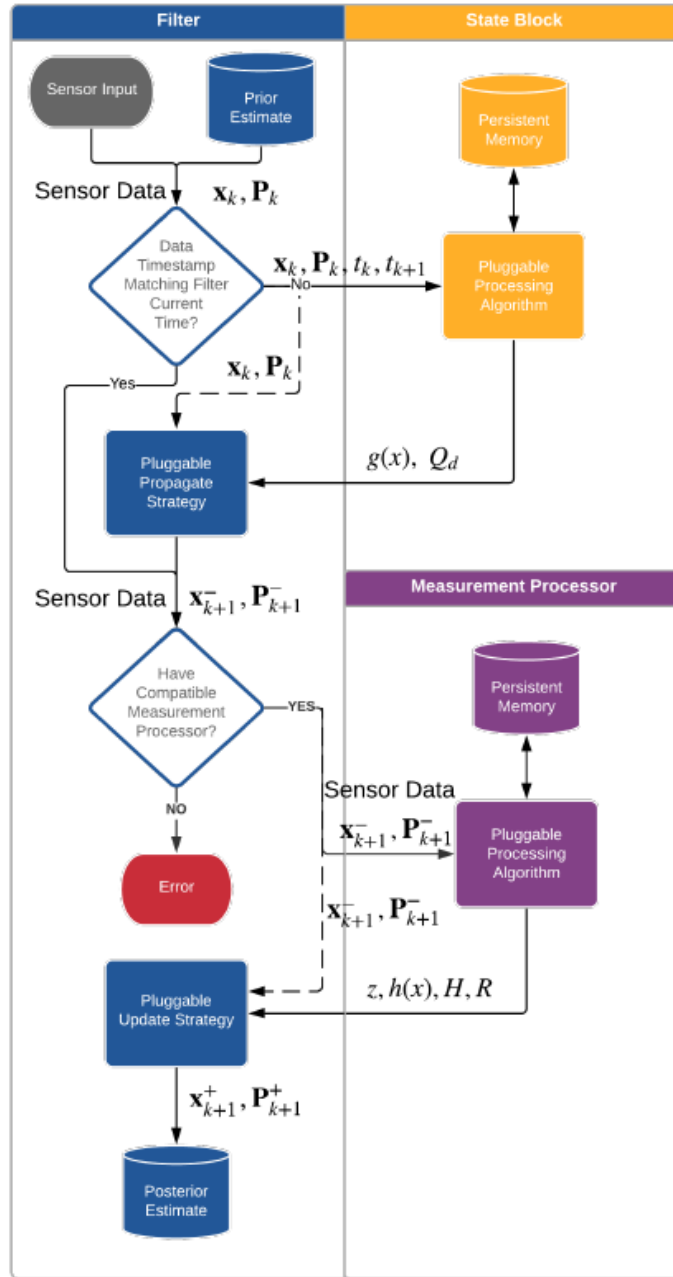 Filter
State Block
Sensor Input
Prior
Estimate
Persistent
Memory
Sensor Data
𝐱ₖ, 𝐏ₖ
Data
Timestamp
Matching Filter
Current
Time?
𝐱ₖ, 𝐏ₖ, tₖ, tₖ₊₁
No
Pluggable
Processing
Algorithm
𝐱ₖ, 𝐏ₖ
Yes
Pluggable
Propagate
Strategy
g(x), Q_d
Measurement Processor
Sensor Data
𝐱⁻ₖ₊₁, 𝐏⁻ₖ₊₁
Have
Compatible
Measurement
Processor?
YES
Persistent
Memory
Sensor Data
𝐱⁻ₖ₊₁, 𝐏⁻ₖ₊₁
Pluggable
Processing
Algorithm
NO
Error
𝐱⁻ₖ₊₁, 𝐏⁻ₖ₊₁
Pluggable
Update Strategy
z, h(x), H, R
𝐱⁺ₖ₊₁, 𝐏⁺ₖ₊₁
Posterior
Estimate